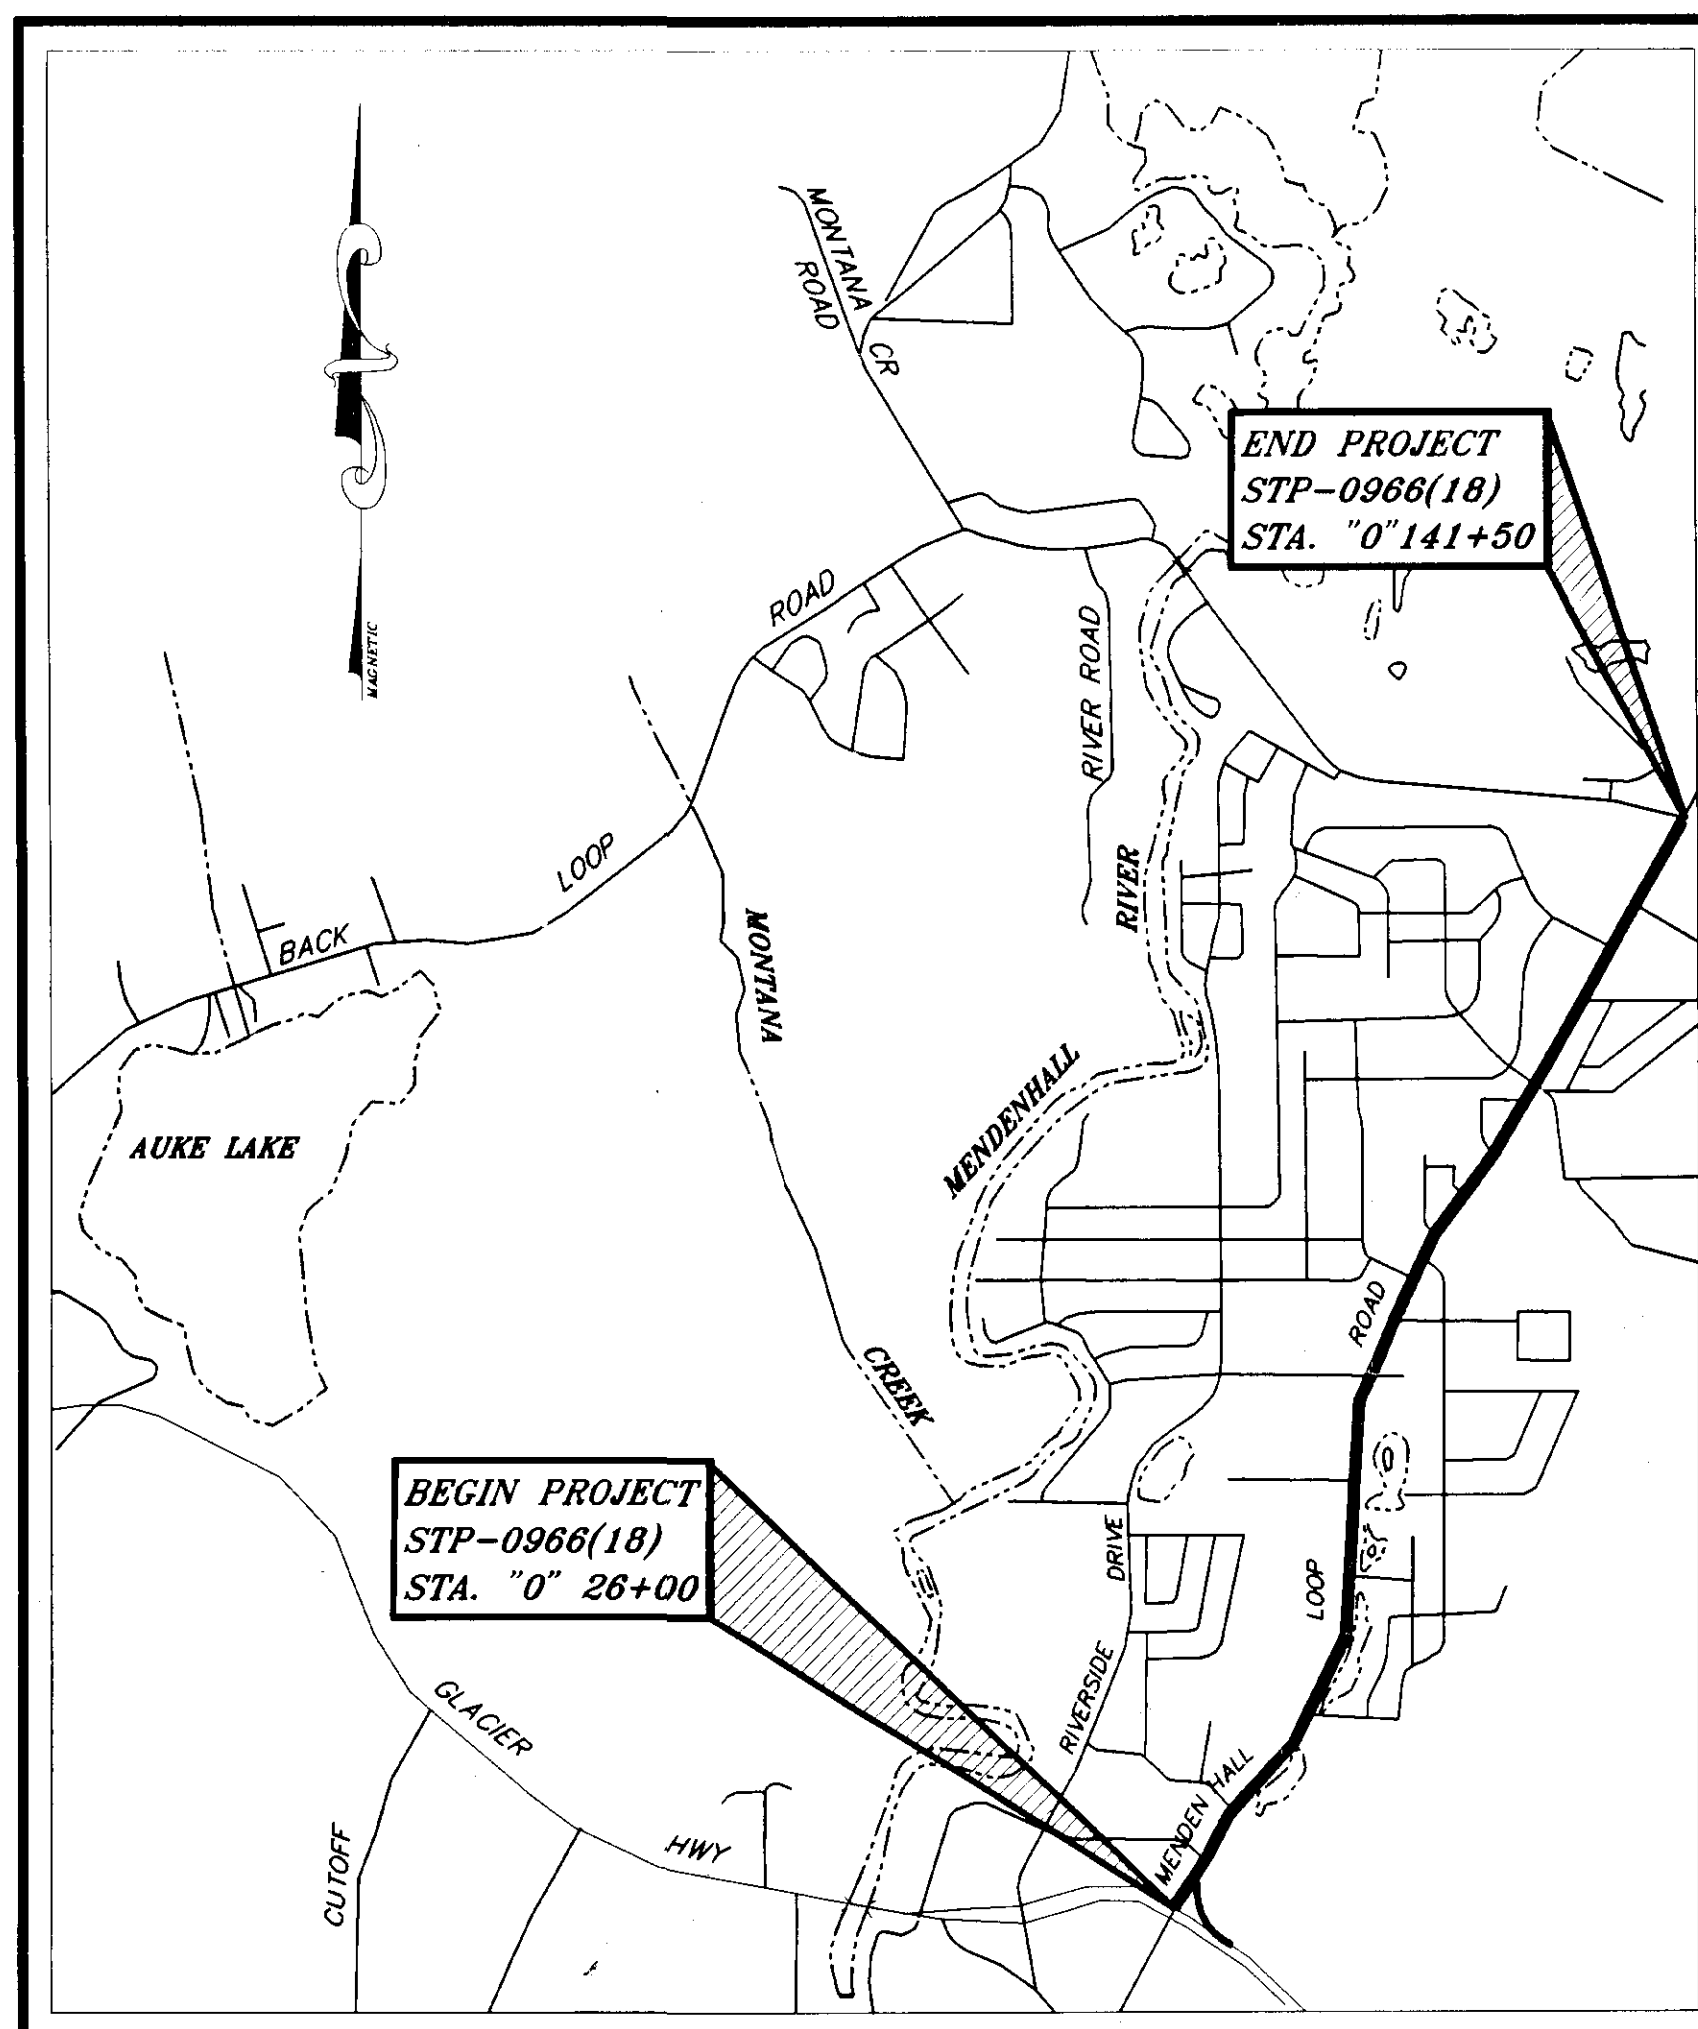 MONTANA
ROAD
CR
END PROJECT
STP-0966(18)
STA. "0"141+50
ROAD
MAGNETIC
RIVER ROAD
LOOP
RIVER
BACK
MONTANA
MENDENHALL
AUKE LAKE
ROAD
CREEK
BEGIN PROJECT
STP-0966(18)
STA. "0" 26+00
DRIVE
LOOP
RIVERSIDE
GLACIER
MENDEN HALL
HWY
CUTOFF